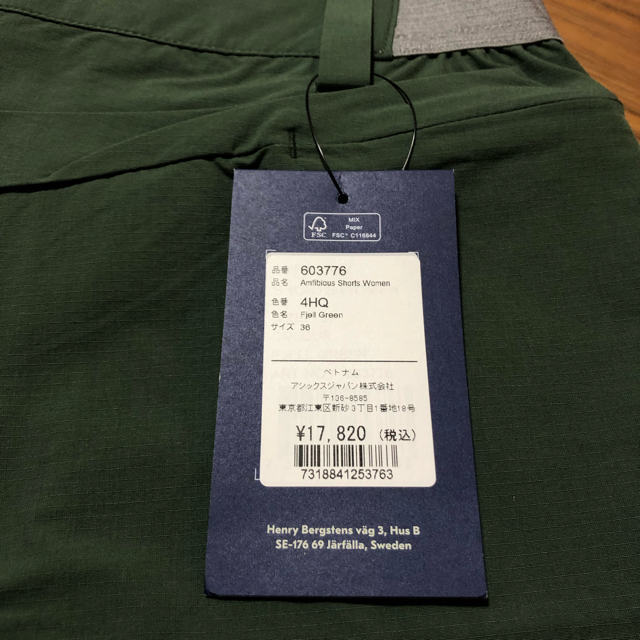 MIX
Paper
FSC
FSC® C116844
品番 603776
品名 Amfibious Shorts Women
色番 4HQ
色名 Fjell Green
サイズ 36
ベトナム
アシックスジャパン株式会社
〒136-8585
東京都江東区新砂3丁目1番地18号
¥17,820 (税込)
7318841253763
Henry Bergstens väg 3, Hus B
SE-176 69 Järfälla, Sweden